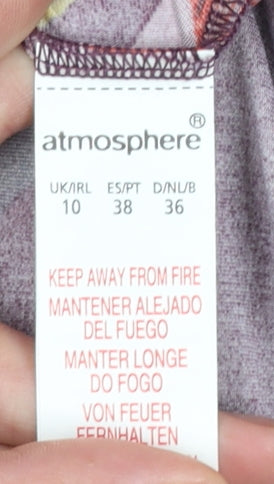 atmosphere®
UK/IRL ES/PT D/NL/B
10 38 36
KEEP AWAY FROM FIRE
MANTENER ALEJADO
DEL FUEGO
MANTER LONGE
DO FOGO
VON FEUER
FERNHALTEN